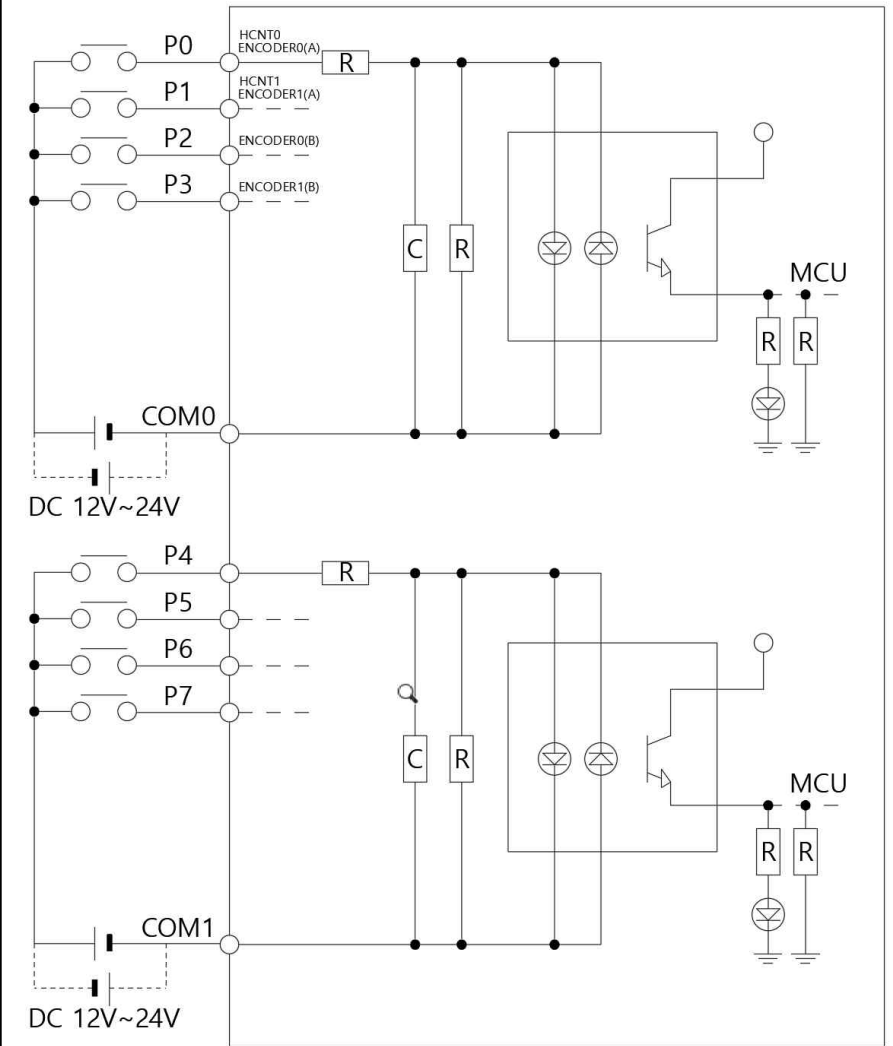 P0
HCNT0
ENCODER0(A)
R
P1
HCNT1
ENCODER1(A)
P2
ENCODER0(B)
P3
ENCODER1(B)
C
R
MCU
R
R
COM0
DC 12V~24V
P4
R
P5
P6
P7
C
R
MCU
R
R
COM1
DC 12V~24V